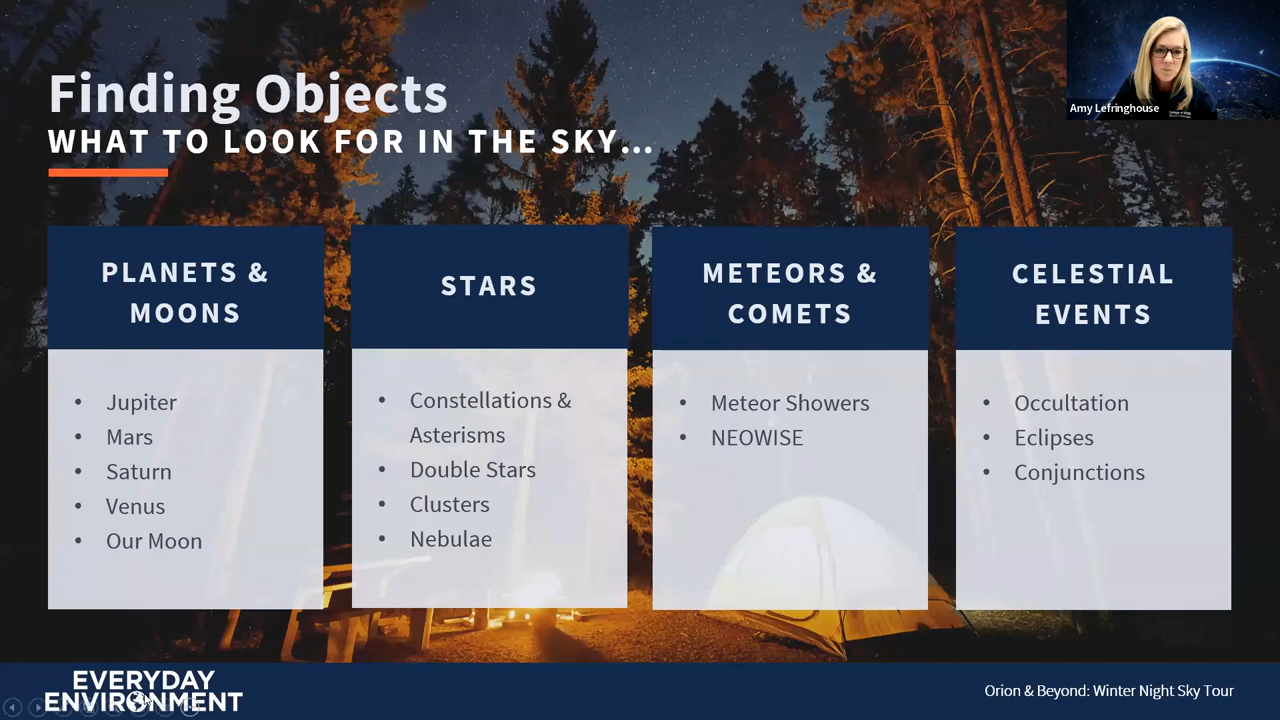 Finding Objects
WHAT TO LOOK FOR IN THE SKY...
Amy Lefringhouse
PLANETS &
MOONS
• Jupiter
• Mars
• Saturn
• Venus
• Our Moon
STARS
• Constellations &
Asterisms
• Double Stars
• Clusters
• Nebulae
METEORS &
COMETS
• Meteor Showers
• NEOWISE
CELESTIAL
EVENTS
• Occultation
• Eclipses
• Conjunctions
EVERYDAY
ENVIRONMENT
Orion & Beyond: Winter Night Sky Tour